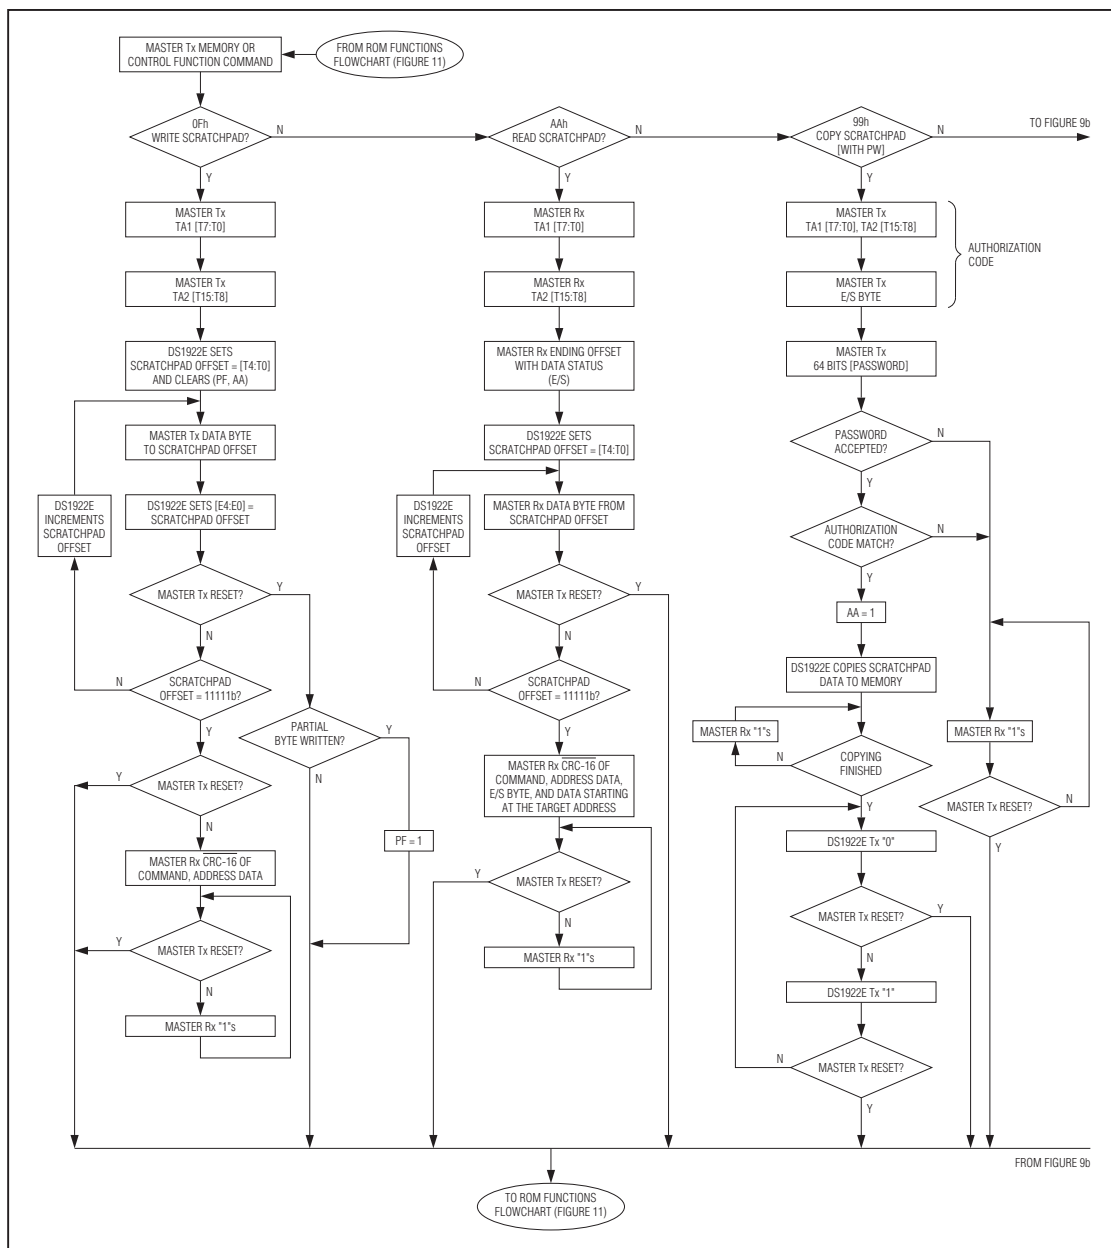 MASTER Tx MEMORY OR
CONTROL FUNCTION COMMAND
FROM ROM FUNCTIONS
FLOWCHART (FIGURE 11)
0Fh
WRITE SCRATCHPAD?
N
Y
AAh
READ SCRATCHPAD?
N
Y
99h
COPY SCRATCHPAD
[WITH PW]
N
Y
TO FIGURE 9b
MASTER Tx
TA1 [T7:T0]
MASTER Tx
TA2 [T15:T8]
DS1922E SETS
SCRATCHPAD OFFSET = [T4:T0]
AND CLEARS (PF, AA)
MASTER Tx DATA BYTE
TO SCRATCHPAD OFFSET
DS1922E SETS [E4:E0] =
SCRATCHPAD OFFSET
DS1922E
INCREMENTS
SCRATCHPAD
OFFSET
MASTER Tx RESET?
Y
N
SCRATCHPAD
OFFSET = 11111b?
N
Y
PARTIAL
BYTE WRITTEN?
Y
N
PF = 1
MASTER Tx RESET?
Y
N
MASTER Rx CRC-16 OF
COMMAND, ADDRESS DATA
MASTER Tx RESET?
Y
N
MASTER Rx "1"s
MASTER Rx
TA1 [T7:T0]
MASTER Rx
TA2 [T15:T8]
MASTER Rx ENDING OFFSET
WITH DATA STATUS
(E/S)
DS1922E SETS
SCRATCHPAD OFFSET = [T4:T0]
MASTER Rx DATA BYTE FROM
SCRATCHPAD OFFSET
DS1922E
INCREMENTS
SCRATCHPAD
OFFSET
MASTER Tx RESET?
Y
N
SCRATCHPAD
OFFSET = 11111b?
N
Y
MASTER Rx CRC-16 OF
COMMAND, ADDRESS DATA,
E/S BYTE, AND DATA STARTING
AT THE TARGET ADDRESS
MASTER Tx RESET?
Y
N
MASTER Rx "1"s
MASTER Tx
TA1 [T7:T0], TA2 [T15:T8]
MASTER Tx
E/S BYTE
AUTHORIZATION
CODE
MASTER Tx
64 BITS [PASSWORD]
PASSWORD
ACCEPTED?
N
Y
AUTHORIZATION
CODE MATCH?
N
Y
AA = 1
DS1922E COPIES SCRATCHPAD
DATA TO MEMORY
MASTER Rx "1"s
COPYING
FINISHED
N
Y
DS1922E Tx "0"
MASTER Tx RESET?
Y
N
DS1922E Tx "1"
MASTER Tx RESET?
N
Y
MASTER Rx "1"s
MASTER Tx RESET?
N
Y
FROM FIGURE 9b
TO ROM FUNCTIONS
FLOWCHART (FIGURE 11)